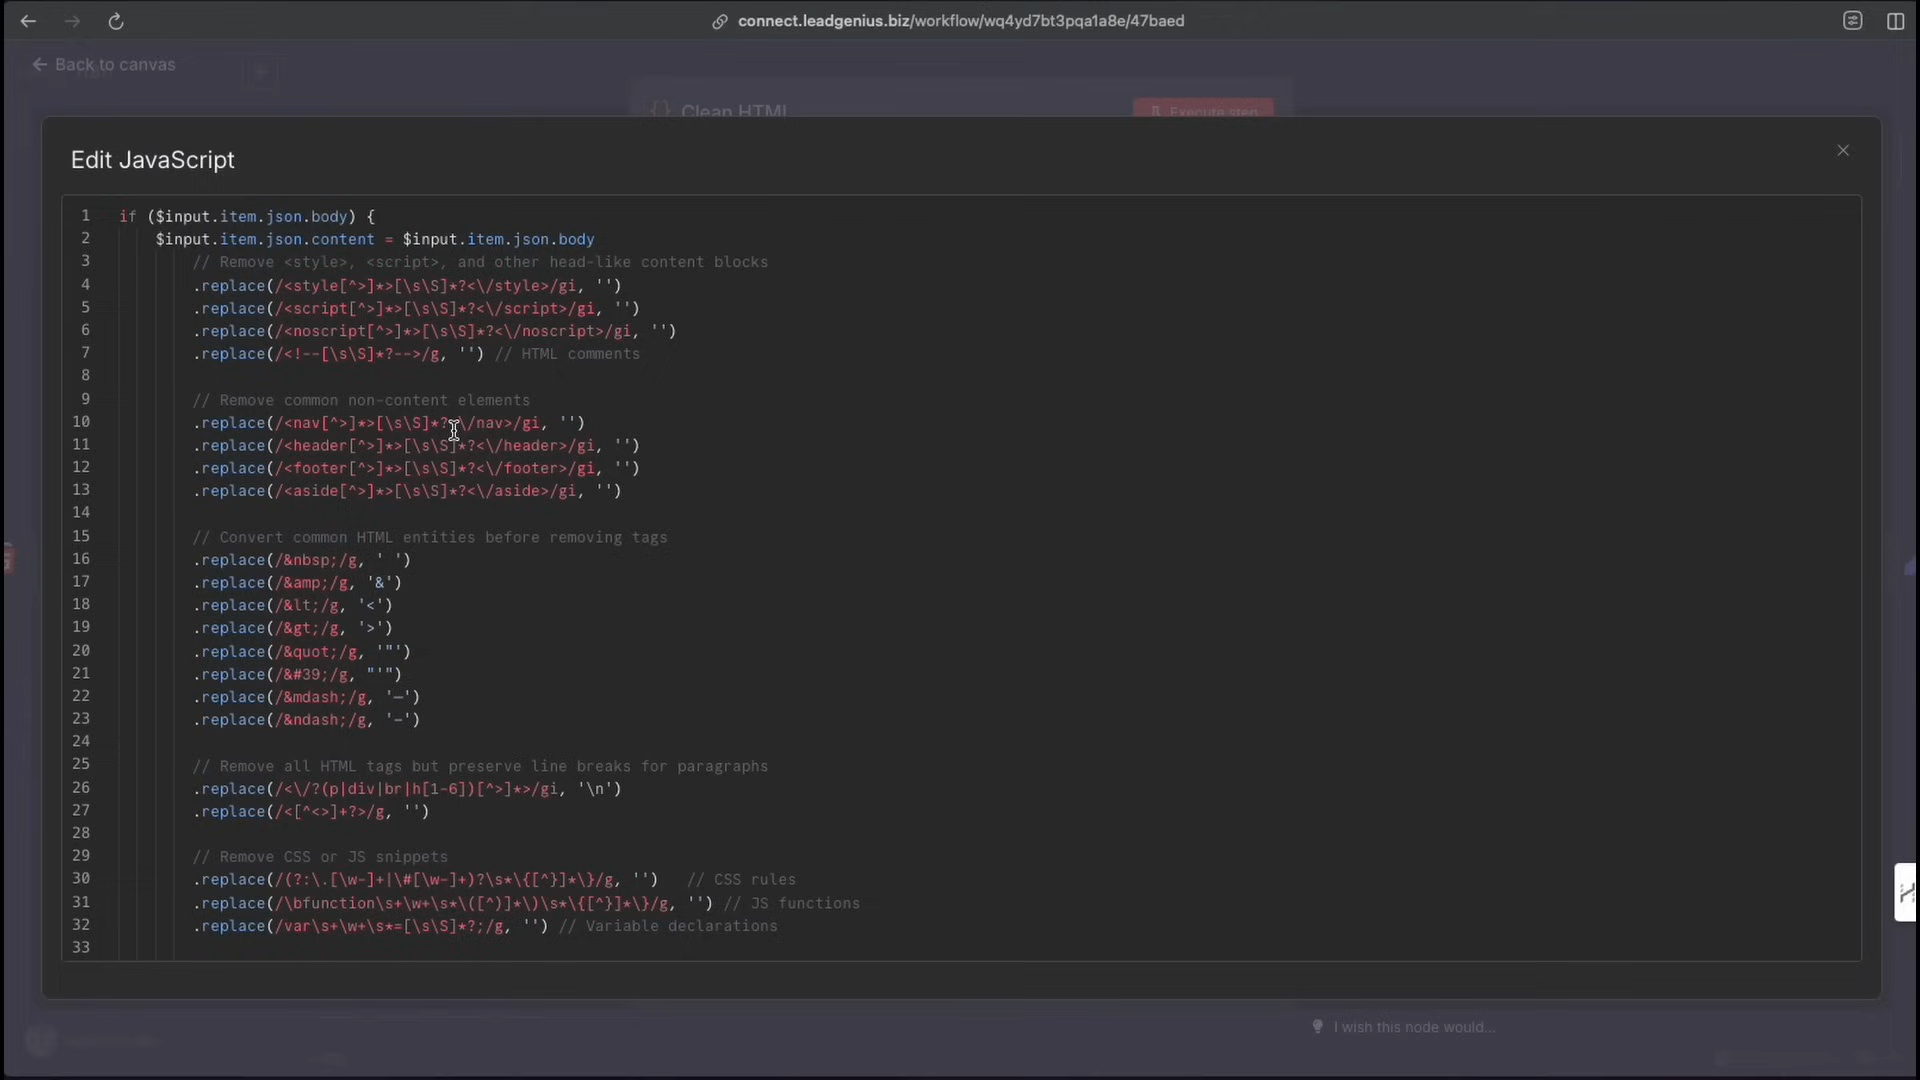 connect.leadgenius.biz/workflow/wq4yd7bt3pqa1a8e/47baed
Back to canvas
Clean HTML
Execute step
Edit JavaScript
1 if ($input.item.json.body) {
2 $input.item.json.content = $input.item.json.body
3 // Remove <style>, <script>, and other head-like content blocks
4 .replace(/<style[^>]*>[\s\S]*?<\/style>/gi, '')
5 .replace(/<script[^>]*>[\s\S]*?<\/script>/gi, '')
6 .replace(/<noscript[^>]*>[\s\S]*?<\/noscript>/gi, '')
7 .replace(/<!--[\s\S]*?-->/g, '') // HTML comments
8
9 // Remove common non-content elements
10 .replace(/<nav[^>]*>[\s\S]*?<\/nav>/gi, '')
11 .replace(/<header[^>]*>[\s\S]*?<\/header>/gi, '')
12 .replace(/<footer[^>]*>[\s\S]*?<\/footer>/gi, '')
13 .replace(/<aside[^>]*>[\s\S]*?<\/aside>/gi, '')
14
15 // Convert common HTML entities before removing tags
16 .replace(/&nbsp;/g, ' ')
17 .replace(/&amp;/g, '&')
18 .replace(/&lt;/g, '<')
19 .replace(/&gt;/g, '>')
20 .replace(/&quot;/g, '"')
21 .replace(/&#39;/g, "'")
22 .replace(/&mdash;/g, '—')
23 .replace(/&ndash;/g, '–')
24
25 // Remove all HTML tags but preserve line breaks for paragraphs
26 .replace(/<\/?(p|div|br|h[1-6])[^>]*>/gi, '\n')
27 .replace(/<[^<>]+?>/g, '')
28
29 // Remove CSS or JS snippets
30 .replace(/(?:\.[\w-]+|\#[\w-]+)?\s*\{[^}]*\}/g, '') // CSS rules
31 .replace(/\bfunction\s+\w+\s*\([^)]*\)\s*\{[^}]*\}/g, '') // JS functions
32 .replace(/var\s+\w+\s*=[\s\S]*?;/g, '') // Variable declarations
33
I wish this node would...